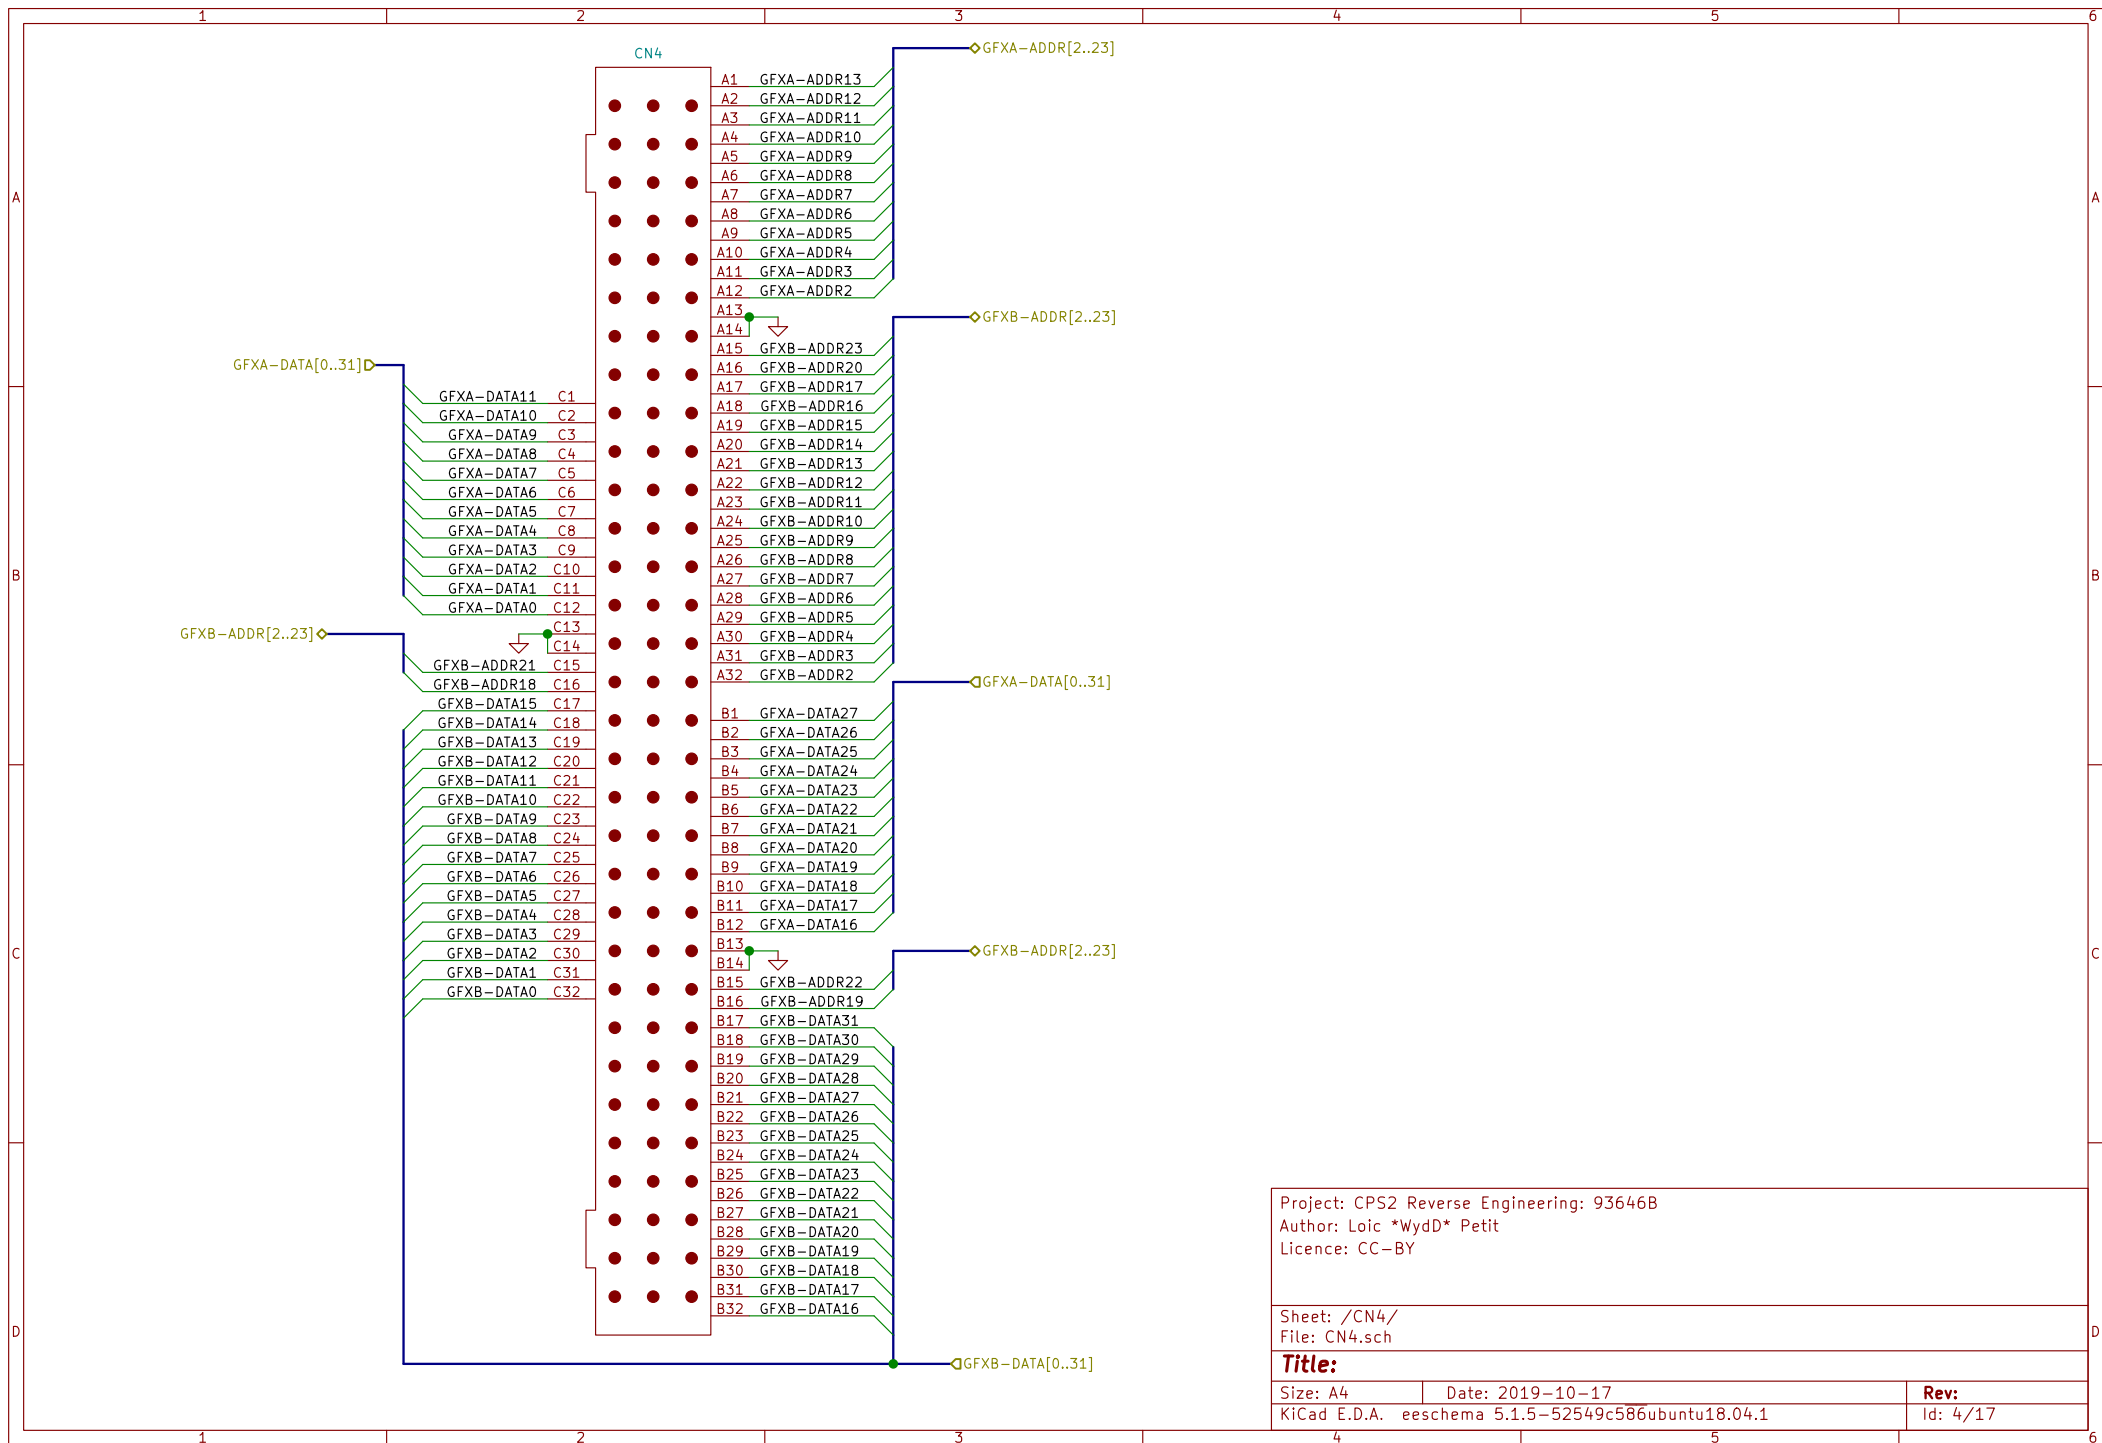 1 2 3 4 5 6
CN4
GFXA-ADDR[2..23]
A1 GFXA-ADDR13
A2 GFXA-ADDR12
A3 GFXA-ADDR11
A4 GFXA-ADDR10
A5 GFXA-ADDR9
A6 GFXA-ADDR8
A7 GFXA-ADDR7
A8 GFXA-ADDR6
A9 GFXA-ADDR5
A10 GFXA-ADDR4
A11 GFXA-ADDR3
A12 GFXA-ADDR2
A13
A14
GFXB-ADDR[2..23]
A15 GFXB-ADDR23
A16 GFXB-ADDR20
A17 GFXB-ADDR17
A18 GFXB-ADDR16
A19 GFXB-ADDR15
A20 GFXB-ADDR14
A21 GFXB-ADDR13
A22 GFXB-ADDR12
A23 GFXB-ADDR11
A24 GFXB-ADDR10
A25 GFXB-ADDR9
A26 GFXB-ADDR8
A27 GFXB-ADDR7
A28 GFXB-ADDR6
A29 GFXB-ADDR5
A30 GFXB-ADDR4
A31 GFXB-ADDR3
A32 GFXB-ADDR2
GFXA-DATA[0..31]
B1 GFXA-DATA27
B2 GFXA-DATA26
B3 GFXA-DATA25
B4 GFXA-DATA24
B5 GFXA-DATA23
B6 GFXA-DATA22
B7 GFXA-DATA21
B8 GFXA-DATA20
B9 GFXA-DATA19
B10 GFXA-DATA18
B11 GFXA-DATA17
B12 GFXA-DATA16
B13
B14
GFXB-ADDR[2..23]
B15 GFXB-ADDR22
B16 GFXB-ADDR19
B17 GFXB-DATA31
B18 GFXB-DATA30
B19 GFXB-DATA29
B20 GFXB-DATA28
B21 GFXB-DATA27
B22 GFXB-DATA26
B23 GFXB-DATA25
B24 GFXB-DATA24
B25 GFXB-DATA23
B26 GFXB-DATA22
B27 GFXB-DATA21
B28 GFXB-DATA20
B29 GFXB-DATA19
B30 GFXB-DATA18
B31 GFXB-DATA17
B32 GFXB-DATA16
GFXB-DATA[0..31]
GFXA-DATA[0..31]
GFXA-DATA11 C1
GFXA-DATA10 C2
GFXA-DATA9 C3
GFXA-DATA8 C4
GFXA-DATA7 C5
GFXA-DATA6 C6
GFXA-DATA5 C7
GFXA-DATA4 C8
GFXA-DATA3 C9
GFXA-DATA2 C10
GFXA-DATA1 C11
GFXA-DATA0 C12
C13
C14
GFXB-ADDR[2..23]
GFXB-ADDR21 C15
GFXB-ADDR18 C16
GFXB-DATA15 C17
GFXB-DATA14 C18
GFXB-DATA13 C19
GFXB-DATA12 C20
GFXB-DATA11 C21
GFXB-DATA10 C22
GFXB-DATA9 C23
GFXB-DATA8 C24
GFXB-DATA7 C25
GFXB-DATA6 C26
GFXB-DATA5 C27
GFXB-DATA4 C28
GFXB-DATA3 C29
GFXB-DATA2 C30
GFXB-DATA1 C31
GFXB-DATA0 C32
A A
B B
C C
D D
Project: CPS2 Reverse Engineering: 93646B
Author: Loic *WydD* Petit
Licence: CC-BY
Sheet: /CN4/
File: CN4.sch
Title:
Size: A4 Date: 2019-10-17 Rev:
KiCad E.D.A. eeschema 5.1.5-52549c586ubuntu18.04.1 Id: 4/17
1 2 3 4 5 6